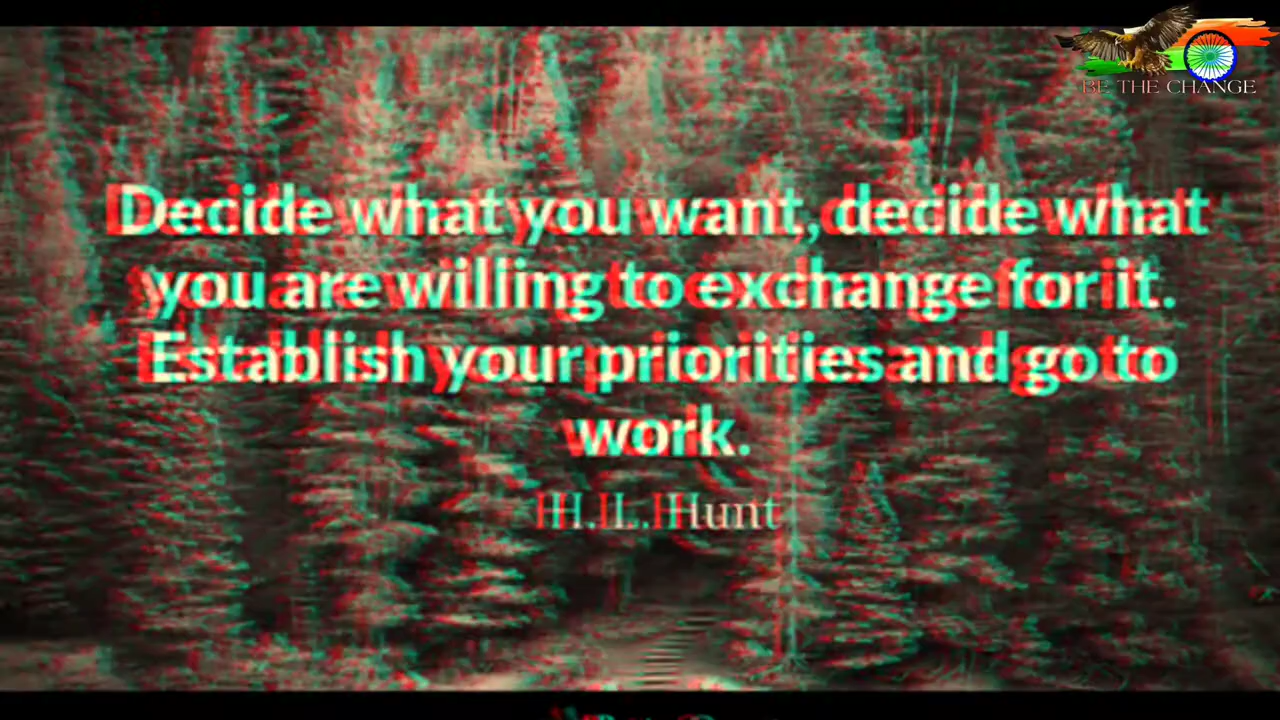 BE THE CHANGE
Decide what you want, decide what
you are willing to exchange for it.
Establish your priorities and go to
work.
H. L. Hunt